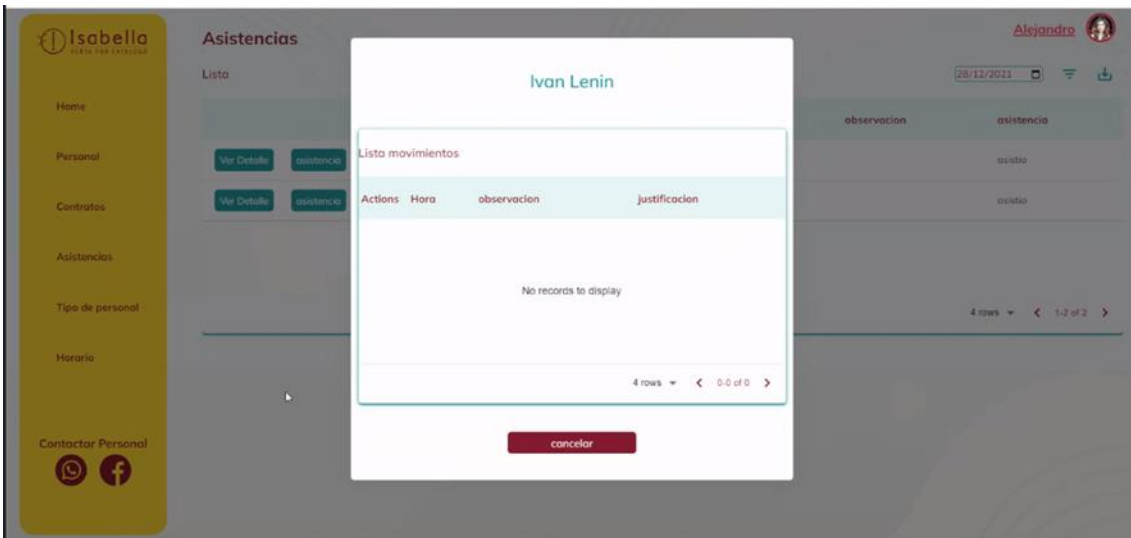 Isabella
VENTA POR CATALOGO
Home
Personal
Contratos
Asistencias
Tipo de personal
Horario
Contactar Personal
Asistencias
Alejandro
Lista
28/12/2021
observacion asistencia
Ver Detalle asistencia asistio
Ver Detalle asistencia asistio
4 rows 1-2 of 2
Ivan Lenin
Lista movimientos
Actions Hora observacion justificacion
No records to display
4 rows 0-0 of 0
cancelar